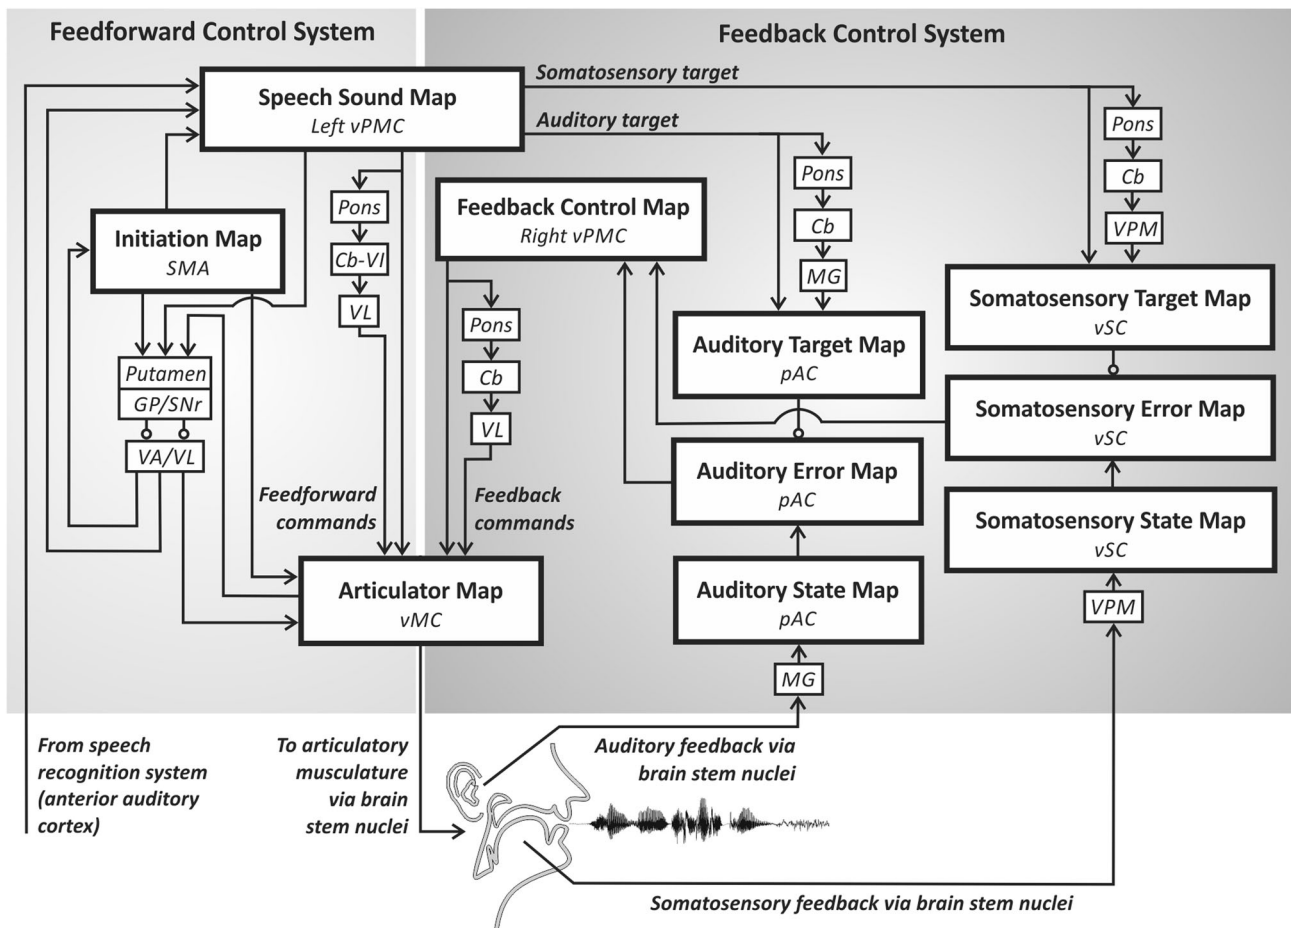 Feedforward Control System
Feedback Control System
Speech Sound Map
Left vPMC
Somatosensory target
Auditory target
Pons
Cb
VPM
Pons
Cb
MG
Pons
Cb-VI
VL
Initiation Map
SMA
Feedback Control Map
Right vPMC
Pons
Cb
VL
Putamen
GP/SNr
VA/VL
Auditory Target Map
pAC
Somatosensory Target Map
vSC
Somatosensory Error Map
vSC
Auditory Error Map
pAC
Somatosensory State Map
vSC
Feedforward
commands
Feedback
commands
Articulator Map
vMC
Auditory State Map
pAC
VPM
MG
From speech
recognition system
(anterior auditory
cortex)
To articulatory
musculature
via brain
stem nuclei
Auditory feedback via
brain stem nuclei
Somatosensory feedback via brain stem nuclei